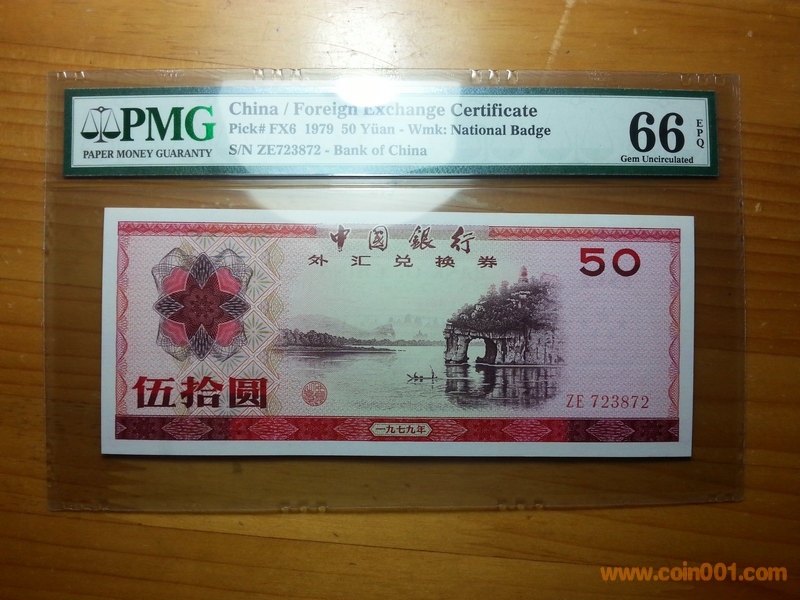 PMG
PAPER MONEY GUARANTY
China / Foreign Exchange Certificate
Pick# FX6 1979 50 Yüan - Wmk: National Badge
S/N ZE723872 - Bank of China
66 EPQ
Gem Uncirculated
中国銀行
外汇兑换券
50
伍拾圆
ZE 723872
一九七九年
www.coin001.com